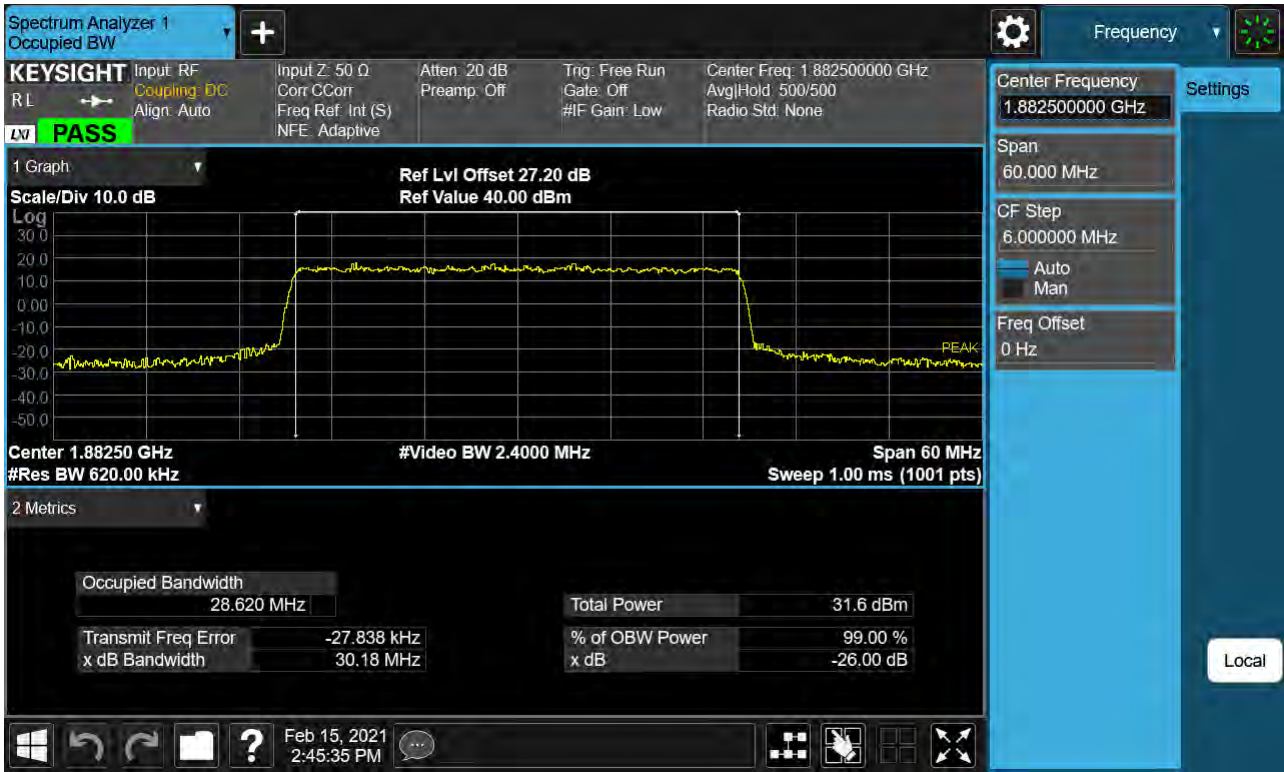 Spectrum Analyzer 1
Occupied BW
+
Frequency
KEYSIGHT
R L
LXI
PASS
Input: RF
Coupling: DC
Align: Auto
Input Z: 50 Ω
Corr CCorr
Freq Ref: Int (S)
NFE: Adaptive
Atten: 20 dB
Preamp: Off
Trig: Free Run
Gate: Off
#IF Gain: Low
Center Freq: 1.882500000 GHz
Avg|Hold: 500/500
Radio Std: None
Center Frequency
1.882500000 GHz
Settings
Span
60.000 MHz
CF Step
6.000000 MHz
Auto
Man
Freq Offset
0 Hz
Local
1 Graph
Scale/Div 10.0 dB
Ref Lvl Offset 27.20 dB
Ref Value 40.00 dBm
Log
30.0
20.0
10.0
0.00
-10.0
-20.0
-30.0
-40.0
-50.0
PEAK
Center 1.88250 GHz
#Video BW 2.4000 MHz
Span 60 MHz
#Res BW 620.00 kHz
Sweep 1.00 ms (1001 pts)
2 Metrics
Occupied Bandwidth
28.620 MHz
Total Power 31.6 dBm
Transmit Freq Error -27.838 kHz
% of OBW Power 99.00 %
x dB Bandwidth 30.18 MHz
x dB -26.00 dB
?
Feb 15, 2021
2:45:35 PM